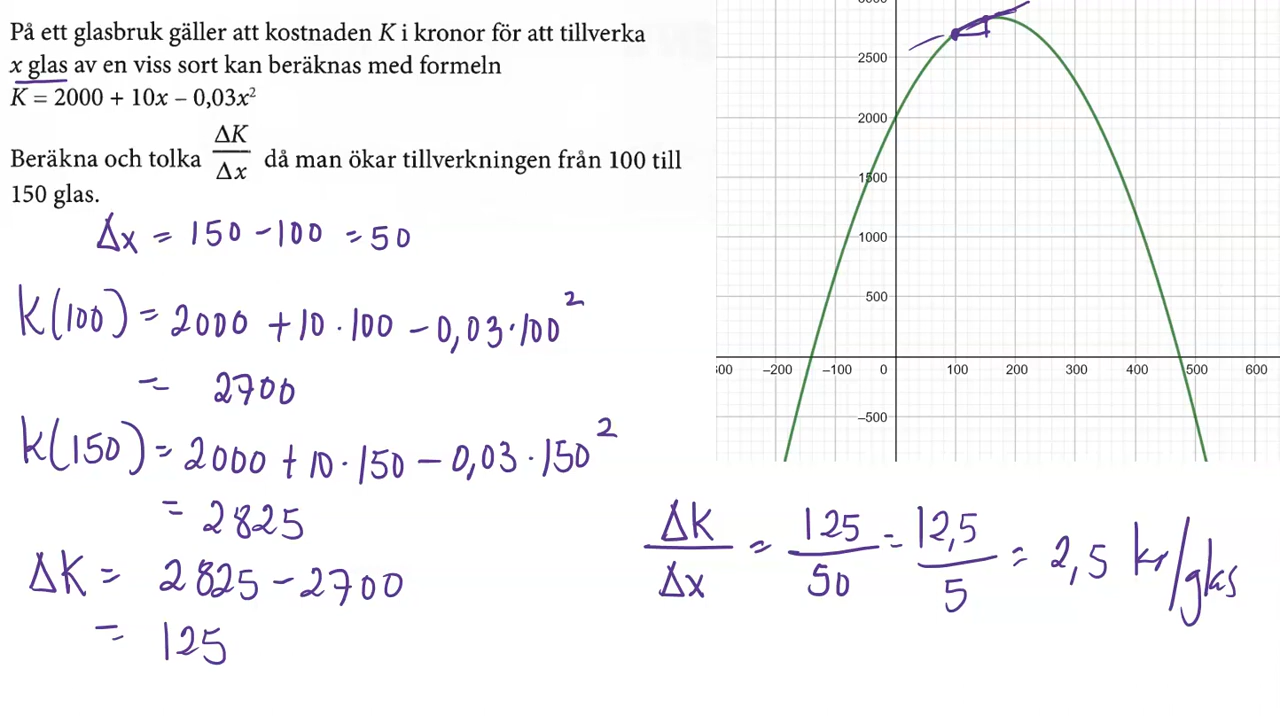 På ett glasbruk gäller att kostnaden K i kronor för att tillverka
x glas av en viss sort kan beräknas med formeln
K = 2000 + 10x – 0,03x²
Beräkna och tolka ΔK/Δx då man ökar tillverkningen från 100 till
150 glas.
Δx = 150 - 100 = 50
K(100) = 2000 + 10 · 100 - 0,03 · 100²
= 2700
K(150) = 2000 + 10 · 150 - 0,03 · 150²
= 2825
ΔK = 2825 - 2700
= 125
2500
2000
1500
1000
500
00 −200 −100 0 100 200 300 400 500 600
−500
ΔK/Δx = 125/50 = 12,5/5 = 2,5 kr/glas